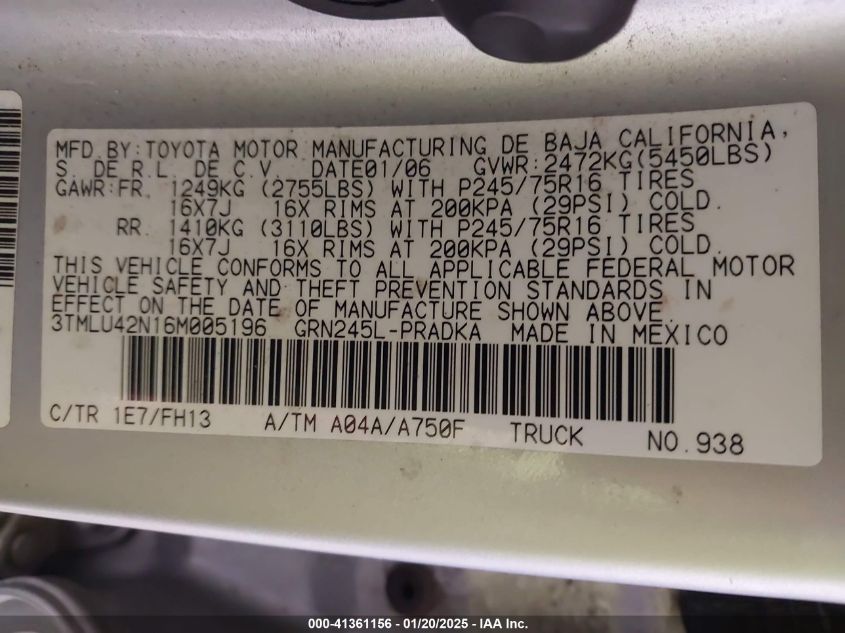 MFD.BY:TOYOTA MOTOR MANUFACTURING DE BAJA CALIFORNIA,
S. DE R.L. DE C.V. DATE01/06 GVWR:2472KG(5450LBS)
GAWR:FR. 1249KG (2755LBS) WITH P245/75R16 TIRES
16X7J 16X RIMS AT 200KPA (29PSI) COLD.
RR. 1410KG (3110LBS) WITH P245/75R16 TIRES
16X7J 16X RIMS AT 200KPA (29PSI) COLD.
THIS VEHICLE CONFORMS TO ALL APPLICABLE FEDERAL MOTOR
VEHICLE SAFETY AND THEFT PREVENTION STANDARDS IN
EFFECT ON THE DATE OF MANUFACTURE SHOWN ABOVE.
3TMLU42N16M005196 GRN245L-PRADKA MADE IN MEXICO
C/TR 1E7/FH13 A/TM A04A/A750F TRUCK NO.938
000-41361156 - 01/20/2025 - IAA Inc.